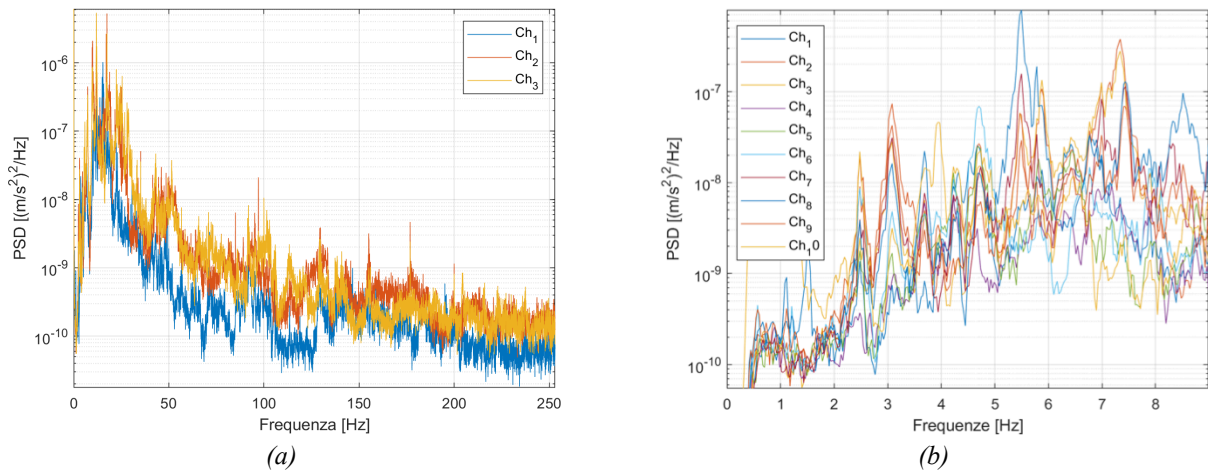 10⁻⁶
10⁻⁷
10⁻⁸
10⁻⁹
10⁻¹⁰
PSD [(m/s²)²/Hz]
Ch₁
Ch₂
Ch₃
0 50 100 150 200 250
Frequenza [Hz]
(a)
10⁻⁷
10⁻⁸
10⁻⁹
10⁻¹⁰
PSD [(m/s²)²/Hz]
Ch₁
Ch₂
Ch₃
Ch₄
Ch₅
Ch₆
Ch₇
Ch₈
Ch₉
Ch₁0
0 1 2 3 4 5 6 7 8
Frequenze [Hz]
(b)